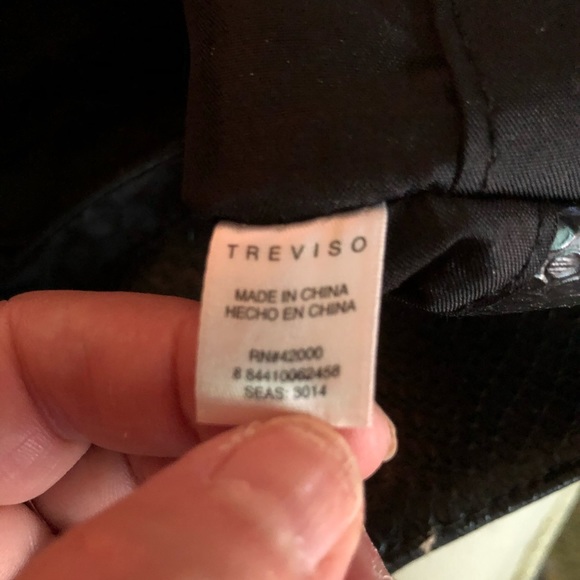 TREVISO
MADE IN CHINA
HECHO EN CHINA
RN#42000
8 84410062458
SEAS: 3014